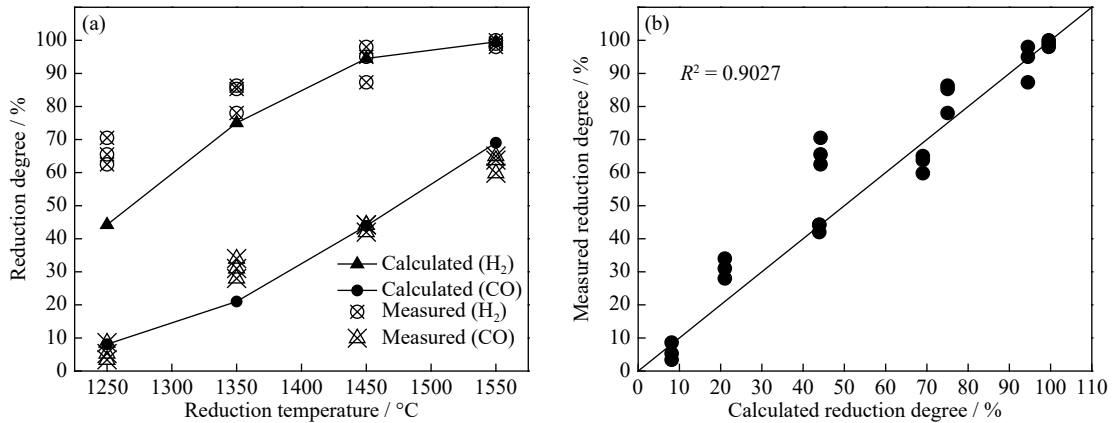 (a)
100
90
80
70
60
50
40
30
20
10
0
Reduction degree / %
Calculated (H₂)
Calculated (CO)
Measured (H₂)
Measured (CO)
1250 1300 1350 1400 1450 1500 1550
Reduction temperature / °C
(b)
R² = 0.9027
100
90
80
70
60
50
40
30
20
10
0
Measured reduction degree / %
0 10 20 30 40 50 60 70 80 90 100 110
Calculated reduction degree / %